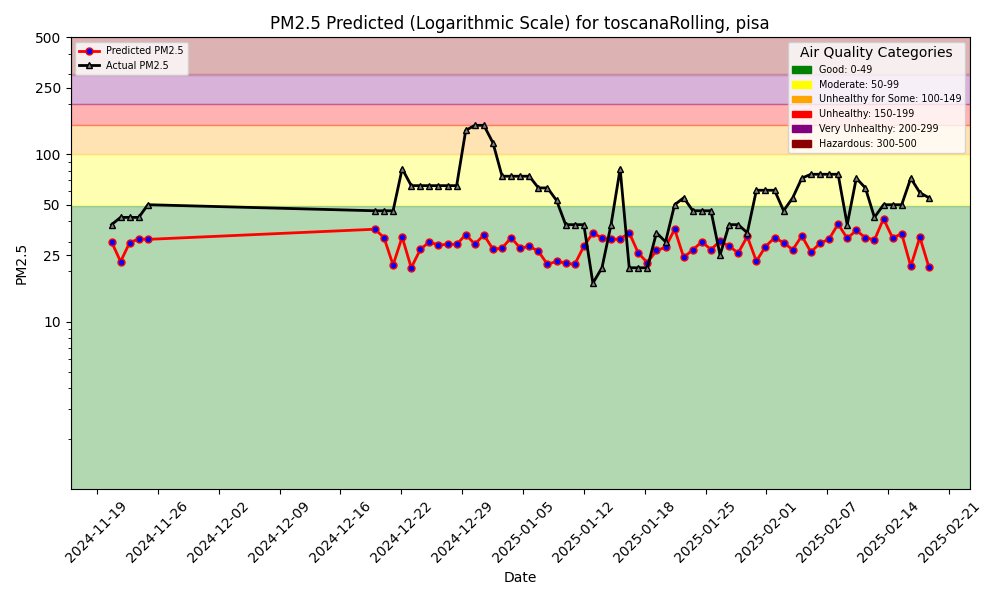 PM2.5 Predicted (Logarithmic Scale) for toscanaRolling, pisa
Predicted PM2.5
Actual PM2.5
Air Quality Categories
Good: 0-49
Moderate: 50-99
Unhealthy for Some: 100-149
Unhealthy: 150-199
Very Unhealthy: 200-299
Hazardous: 300-500
PM2.5
500
250
100
50
25
10
2024-11-19
2024-11-26
2024-12-02
2024-12-09
2024-12-16
2024-12-22
2024-12-29
2025-01-05
2025-01-12
2025-01-18
2025-01-25
2025-02-01
2025-02-07
2025-02-14
2025-02-21
Date